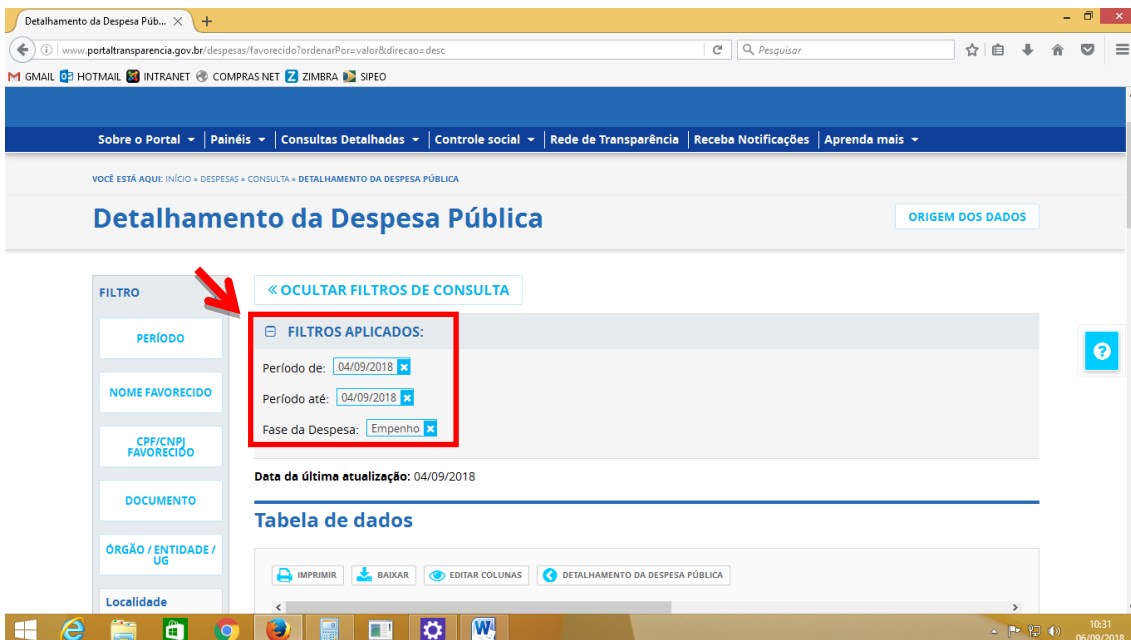 Detalhamento da Despesa Púb...
www.portaltransparencia.gov.br/despesas/favorecido?ordenarPor=valor&direcao=desc
Pesquisar
GMAIL HOTMAIL INTRANET COMPRAS NET ZIMBRA SIPEO
Sobre o Portal Painéis Consultas Detalhadas Controle social Rede de Transparência Receba Notificações Aprenda mais
VOCÊ ESTÁ AQUI: INÍCIO » DESPESAS » CONSULTA » DETALHAMENTO DA DESPESA PÚBLICA
Detalhamento da Despesa Pública
ORIGEM DOS DADOS
FILTRO
PERÍODO
NOME FAVORECIDO
CPF/CNPJ
FAVORECIDO
DOCUMENTO
ÓRGÃO / ENTIDADE /
UG
Localidade
« OCULTAR FILTROS DE CONSULTA
FILTROS APLICADOS:
Período de: 04/09/2018
Período até: 04/09/2018
Fase da Despesa: Empenho
Data da última atualização: 04/09/2018
Tabela de dados
IMPRIMIR BAIXAR EDITAR COLUNAS DETALHAMENTO DA DESPESA PÚBLICA
10:31
06/09/2018